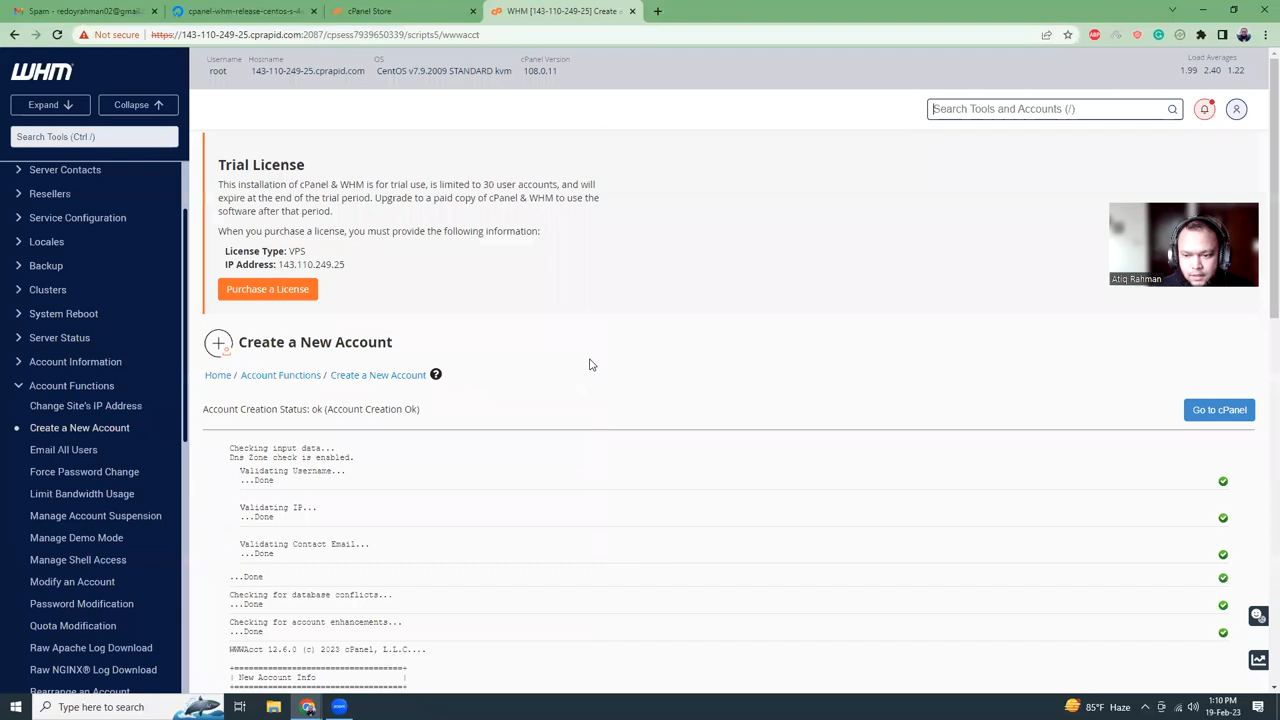 Spam - redoyrahman02@gmail
cpanel-s-1vcpu-2gb-intel-sgp1
cPanel Store
WHM [143-110-249-25] Create a
Not secure
https://143-110-249-25.cprapid.com:2087/cpsess7939650339/scripts5/wwwacct
WHM
Expand
Collapse
Search Tools (Ctrl /)
Server Contacts
Resellers
Service Configuration
Locales
Backup
Clusters
System Reboot
Server Status
Account Information
Account Functions
Change Site's IP Address
Create a New Account
Email All Users
Force Password Change
Limit Bandwidth Usage
Manage Account Suspension
Manage Demo Mode
Manage Shell Access
Modify an Account
Password Modification
Quota Modification
Raw Apache Log Download
Raw NGINX® Log Download
Rearrange an Account
Username Hostname OS cPanel Version Load Averages
root 143-110-249-25.cprapid.com CentOS v7.9.2009 STANDARD kvm 108.0.11 1.99 2.40 1.22
Search Tools and Accounts (/)
Trial License
This installation of cPanel & WHM is for trial use, is limited to 30 user accounts, and will
expire at the end of the trial period. Upgrade to a paid copy of cPanel & WHM to use the
software after that period.
When you purchase a license, you must provide the following information:
License Type: VPS
IP Address: 143.110.249.25
Purchase a License
Atiq Rahman
Create a New Account
Home / Account Functions / Create a New Account
Account Creation Status: ok (Account Creation Ok)
Go to cPanel
Checking input data...
Dns Zone check is enabled.
Validating Username...
...Done
Validating IP...
...Done
Validating Contact Email...
...Done
...Done
Checking for database conflicts...
...Done
Checking for account enhancements...
...Done
WWWAcct 12.6.0 (c) 2023 cPanel, L.L.C....
+===================================+
| New Account Info |
+===================================+
Type here to search
zoom
85°F Haze
1:10 PM
19-Feb-23